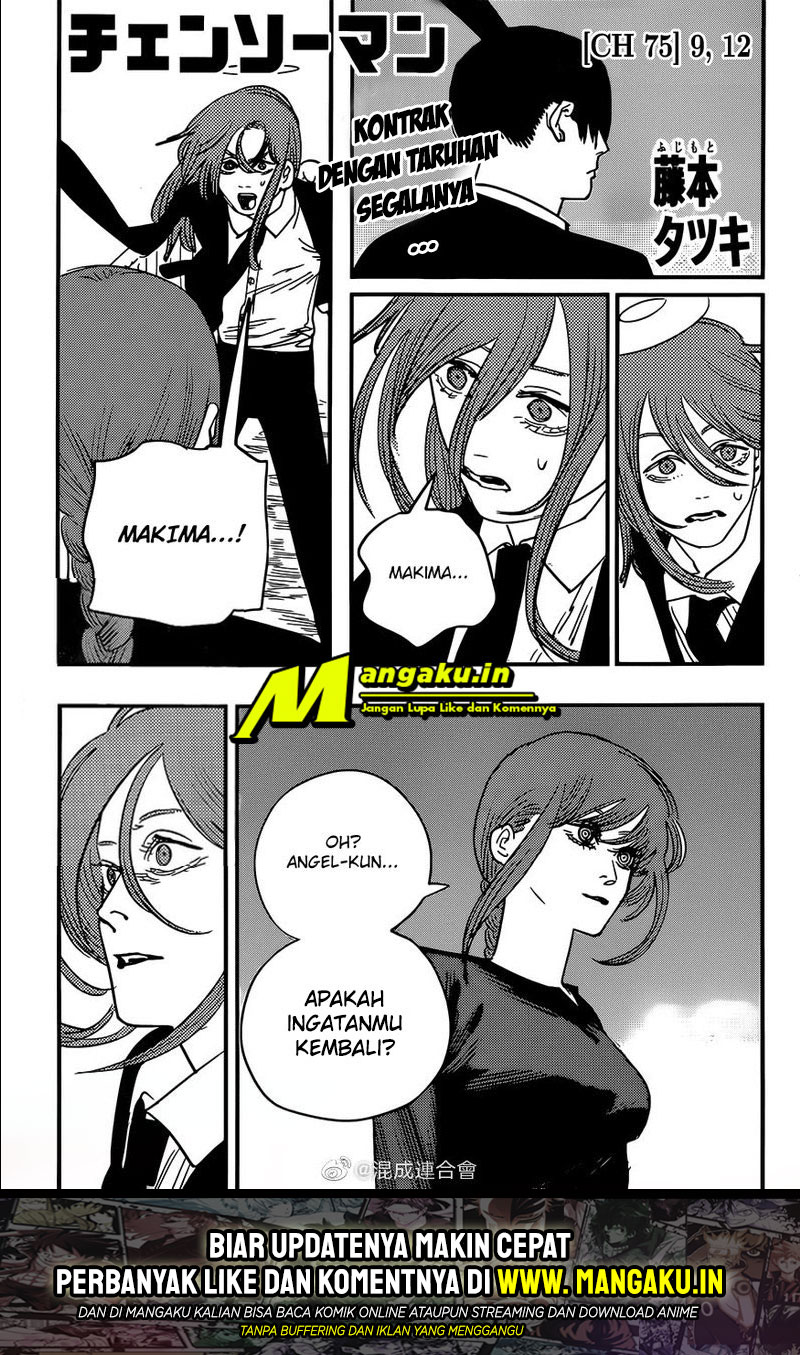 チェンソーマン
[CH 75] 9, 12
KONTRAK
DENGAN TARUHAN
SEGALANYA
...
ふじもと
藤本
タツキ
MAKIMA...!
MAKIMA...
Mangaku.in
Jangan Lupa Like dan Komennya
OH?
ANGEL-KUN...
APAKAH
INGATANMU
KEMBALI?
@混成連合會
BIAR UPDATENYA MAKIN CEPAT
PERBANYAK LIKE DAN KOMENTNYA DI WWW. MANGAKU.IN
DAN DI MANGAKU KALIAN BISA BACA KOMIK ONLINE ATAUPUN STREAMING DAN DOWNLOAD ANIME
TANPA BUFFERING DAN IKLAN YANG MENGGANGU